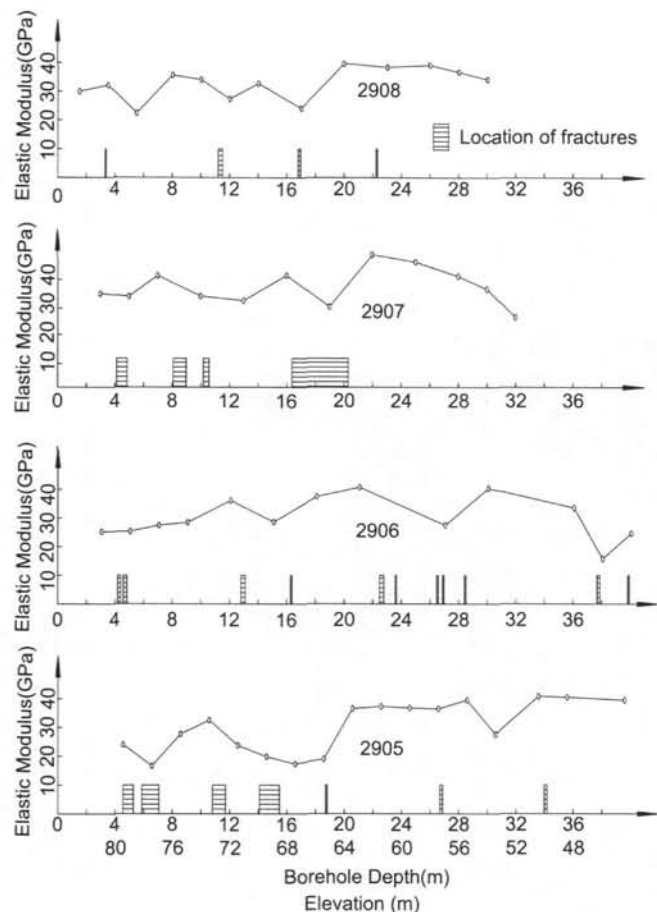 Elastic Modulus(GPa)
40
30
20
10
2908
Location of fractures
0 4 8 12 16 20 24 28 32 36
Elastic Modulus(GPa)
40
30
20
10
2907
0 4 8 12 16 20 24 28 32 36
Elastic Modulus(GPa)
40
30
20
10
2906
0 4 8 12 16 20 24 28 32 36
Elastic Modulus(GPa)
40
30
20
10
2905
0 4 8 12 16 20 24 28 32 36
80 76 72 68 64 60 56 52 48
Borehole Depth(m)
Elevation (m)